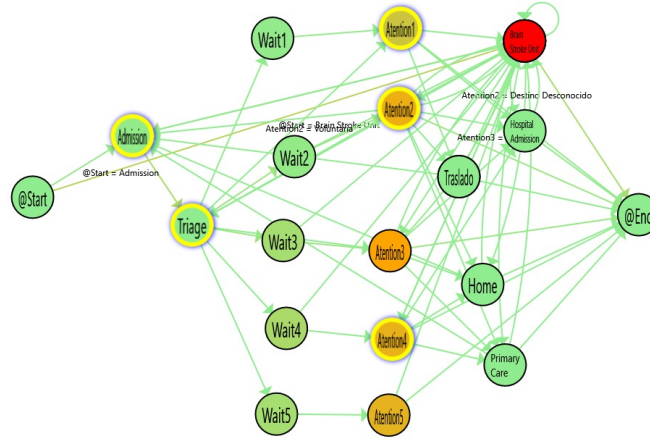 Wait1
Atention1
Brain
Stroke Unit
Atention2 = Destino Desconocido
Atention2
@Start = Brain Stroke Unit
Atention2 = Voluntaria
Admission
Hospital
Admission
Atention3 =
Wait2
@Start = Admission
Traslado
@Start
Triage
@End
Wait3
Atention3
Home
Wait4
Atention4
Primary
Care
Wait5
Atention5